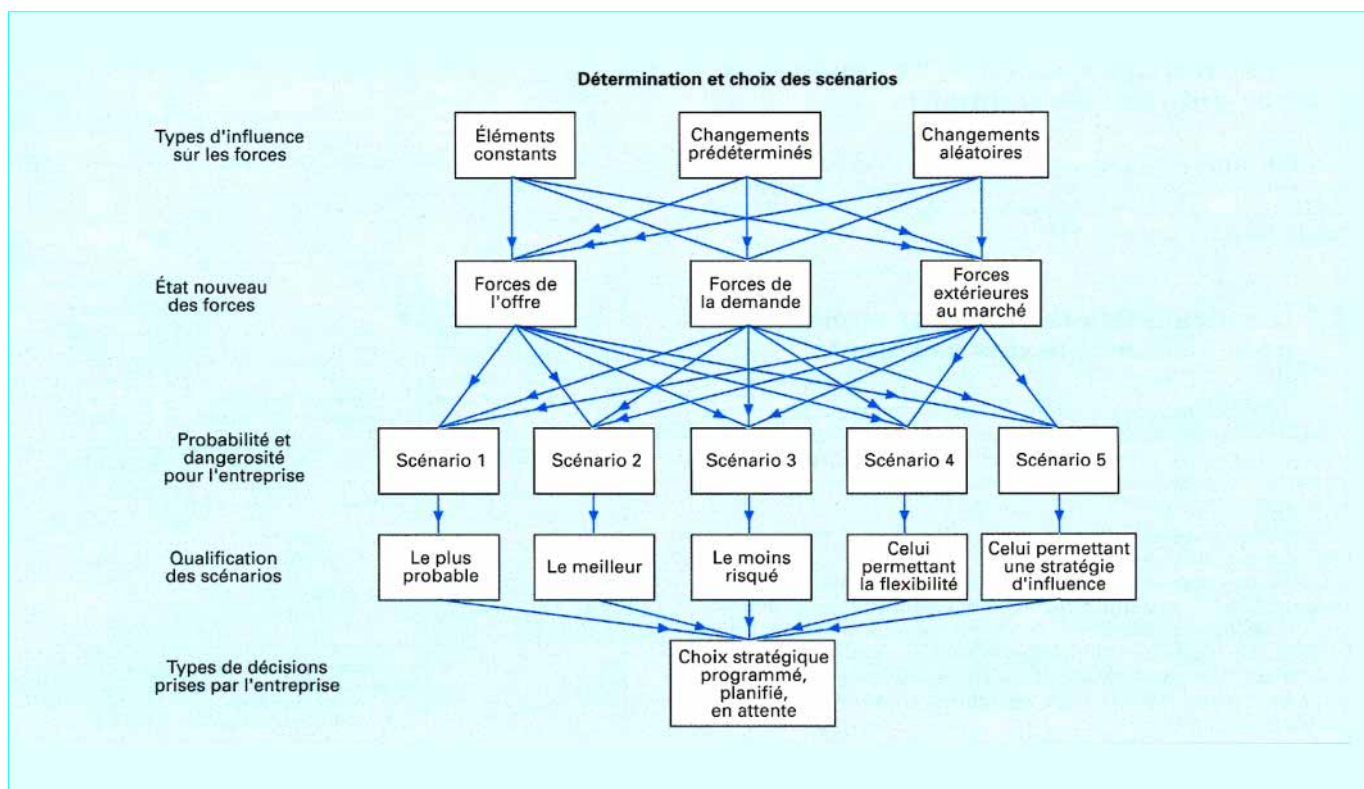 Détermination et choix des scénarios
Types d'influence
sur les forces
Éléments
constants
Changements
prédéterminés
Changements
aléatoires
État nouveau
des forces
Forces de
l'offre
Forces de
la demande
Forces
extérieures
au marché
Probabilité et
dangerosité
pour l'entreprise
Scénario 1
Scénario 2
Scénario 3
Scénario 4
Scénario 5
Qualification
des scénarios
Le plus
probable
Le meilleur
Le moins
risqué
Celui
permettant
la flexibilité
Celui permettant
une stratégie
d'influence
Types de décisions
prises par l'entreprise
Choix stratégique
programmé,
planifié,
en attente